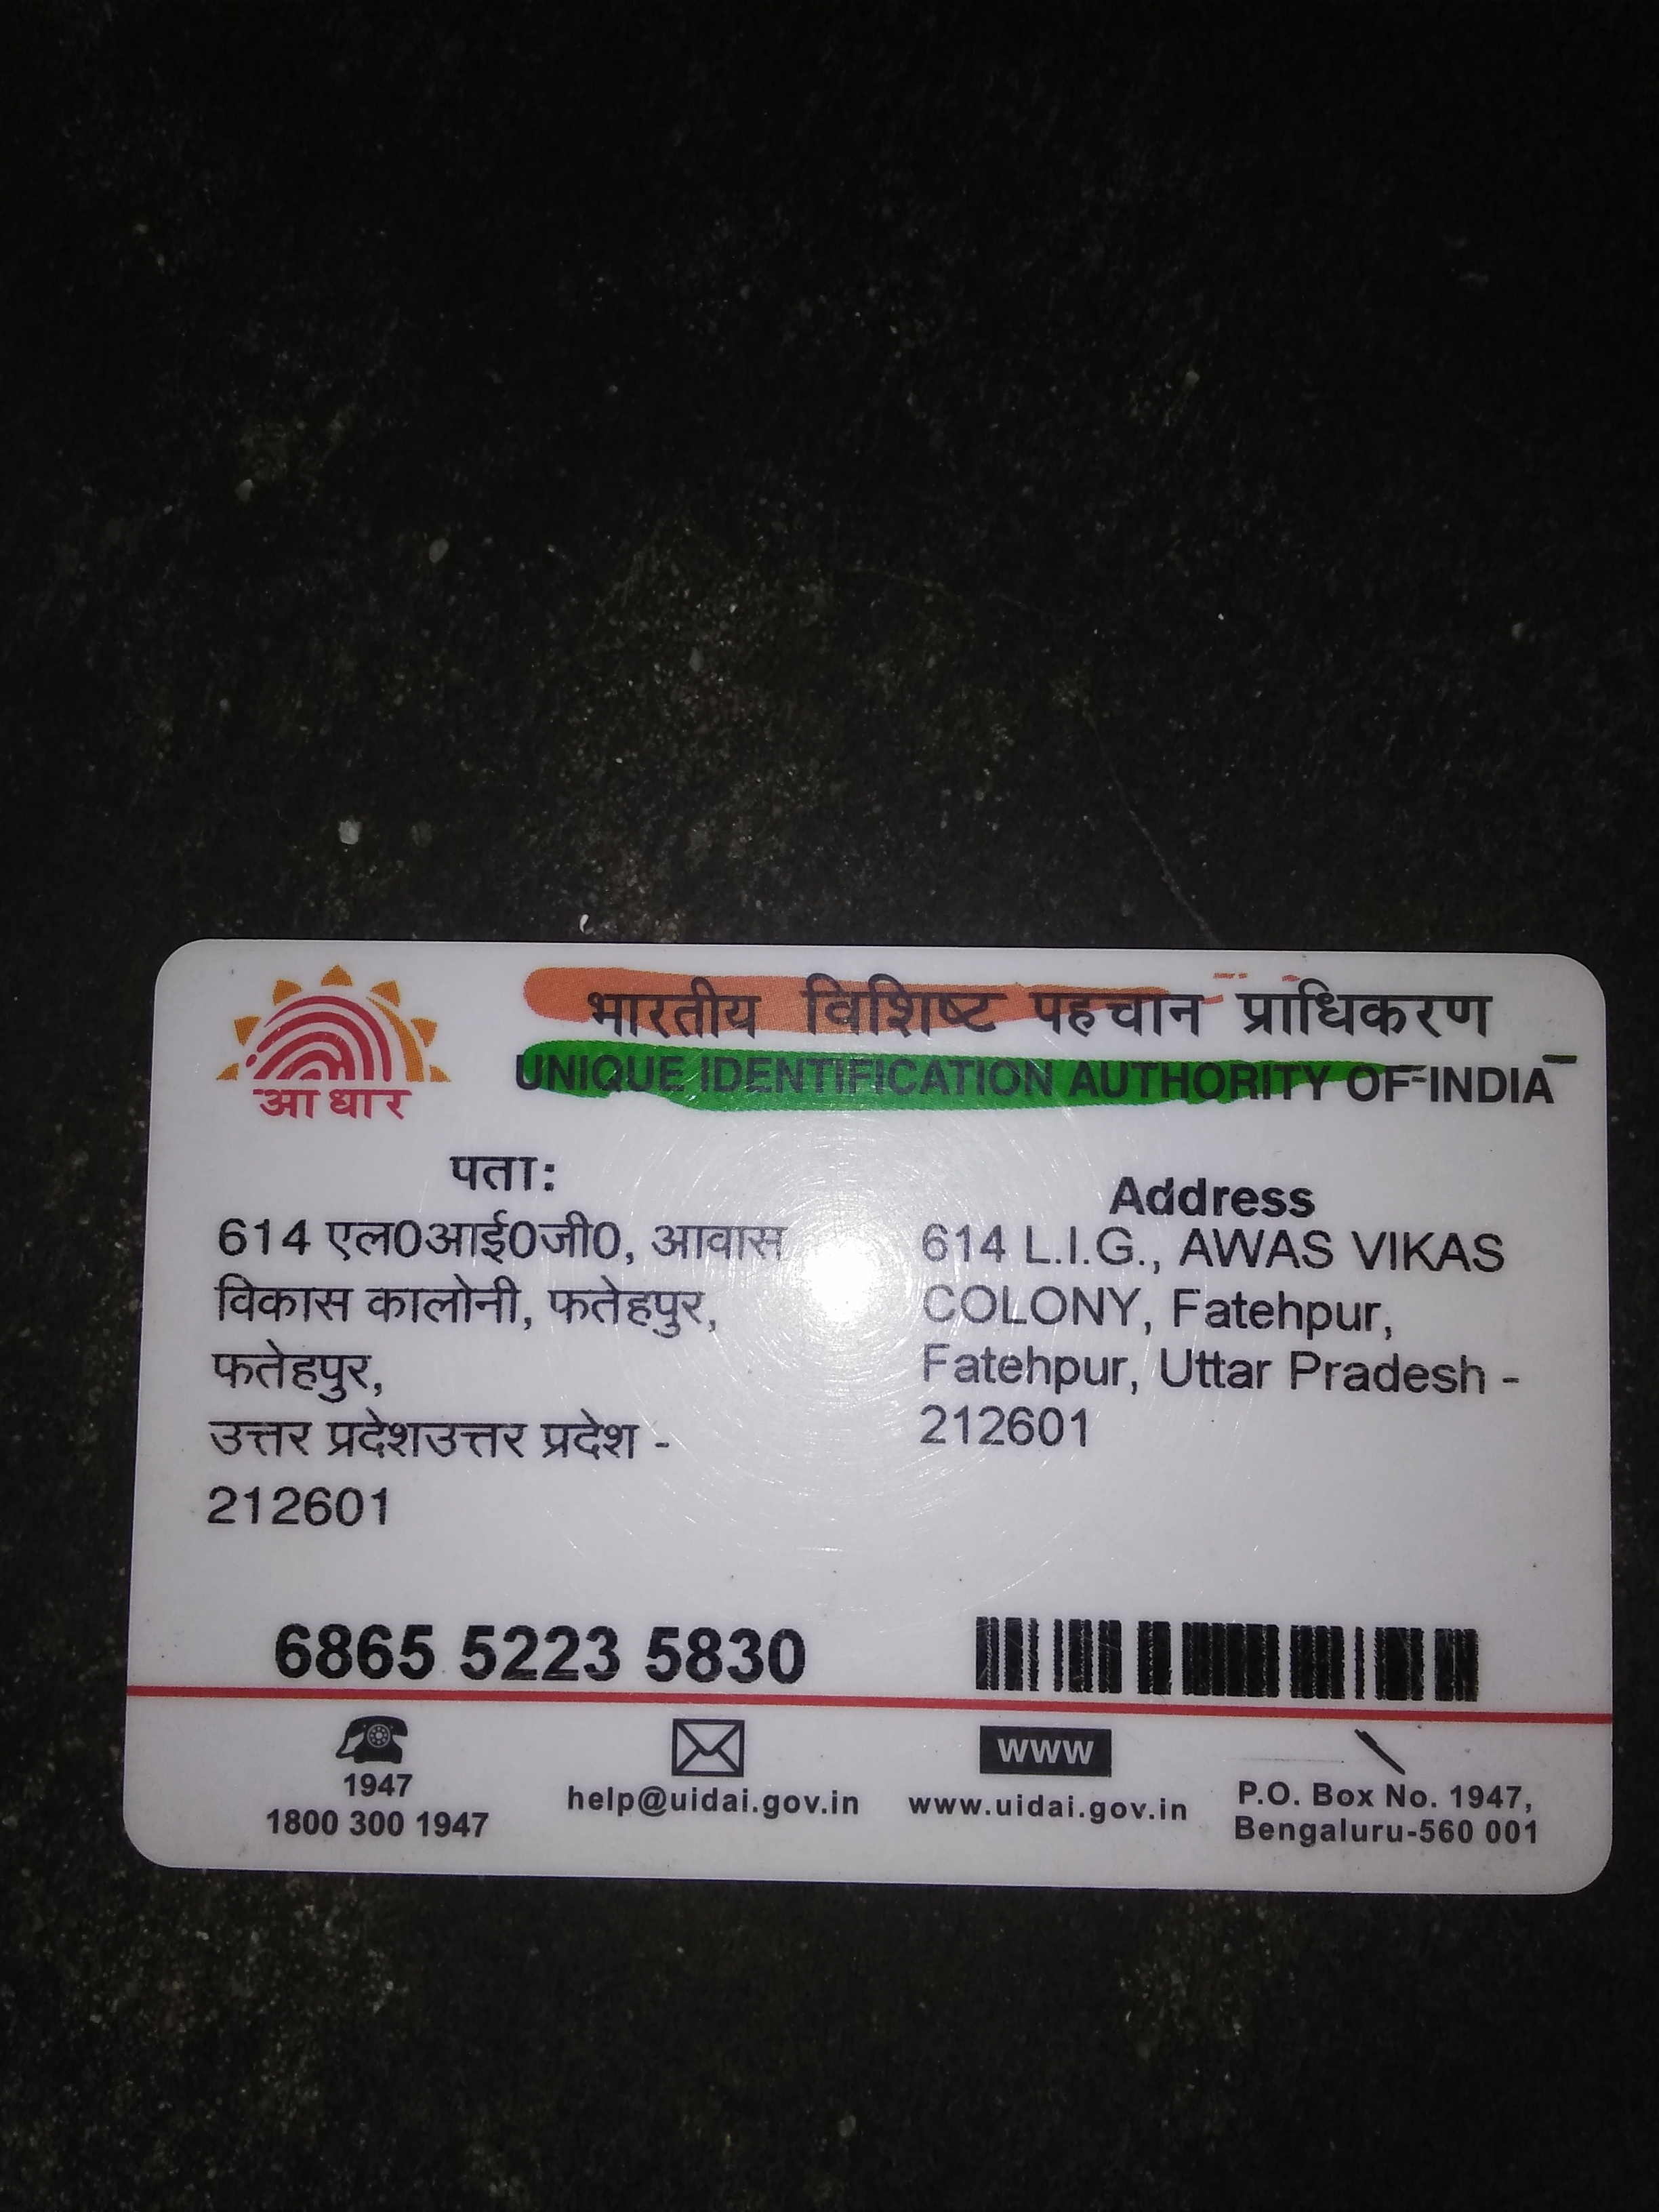 भारतीय विशिष्ट पहचान प्राधिकरण
UNIQUE IDENTIFICATION AUTHORITY OF INDIA
आधार
पता:
614 एल0आई0जी0, आवास
विकास कालोनी, फतेहपुर,
फतेहपुर,
उत्तर प्रदेशउत्तर प्रदेश -
212601
Address
614 L.I.G., AWAS VIKAS
COLONY, Fatehpur,
Fatehpur, Uttar Pradesh -
212601
6865 5223 5830
1947
1800 300 1947
help@uidai.gov.in
www
www.uidai.gov.in
P.O. Box No. 1947,
Bengaluru-560 001